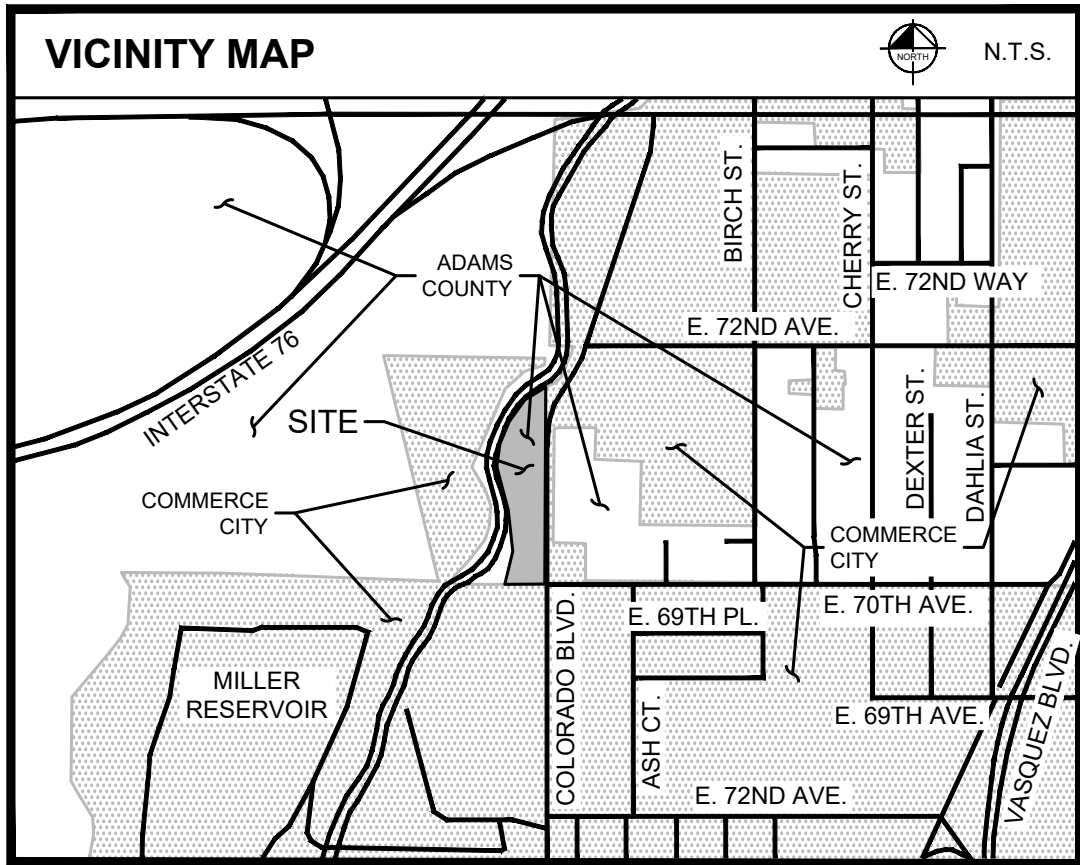 VICINITY MAP
NORTH
N.T.S.
BIRCH ST.
CHERRY ST.
ADAMS
COUNTY
E. 72ND WAY
E. 72ND AVE.
INTERSTATE 76
SITE
DEXTER ST.
DAHLIA ST.
COMMERCE
CITY
COMMERCE
CITY
E. 70TH AVE.
E. 69TH PL.
COLORADO BLVD.
MILLER
RESERVOIR
ASH CT.
E. 69TH AVE.
VASQUEZ BLVD.
E. 72ND AVE.